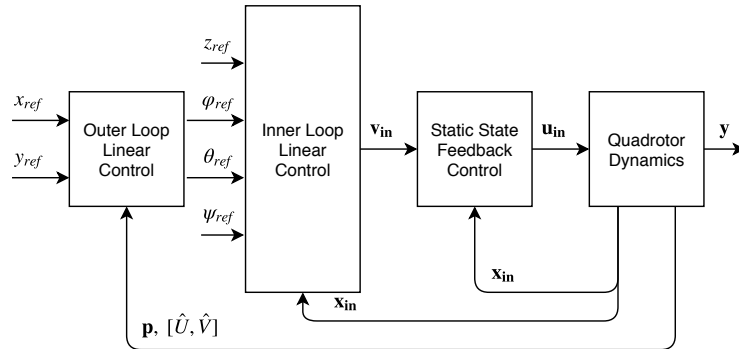 z_ref
x_ref
φ_ref
y_ref
θ_ref
ψ_ref
Outer Loop
Linear
Control
Inner Loop
Linear
Control
v_in
Static State
Feedback
Control
u_in
Quadrotor
Dynamics
y
x_in
x_in
p, [Û, V̂]